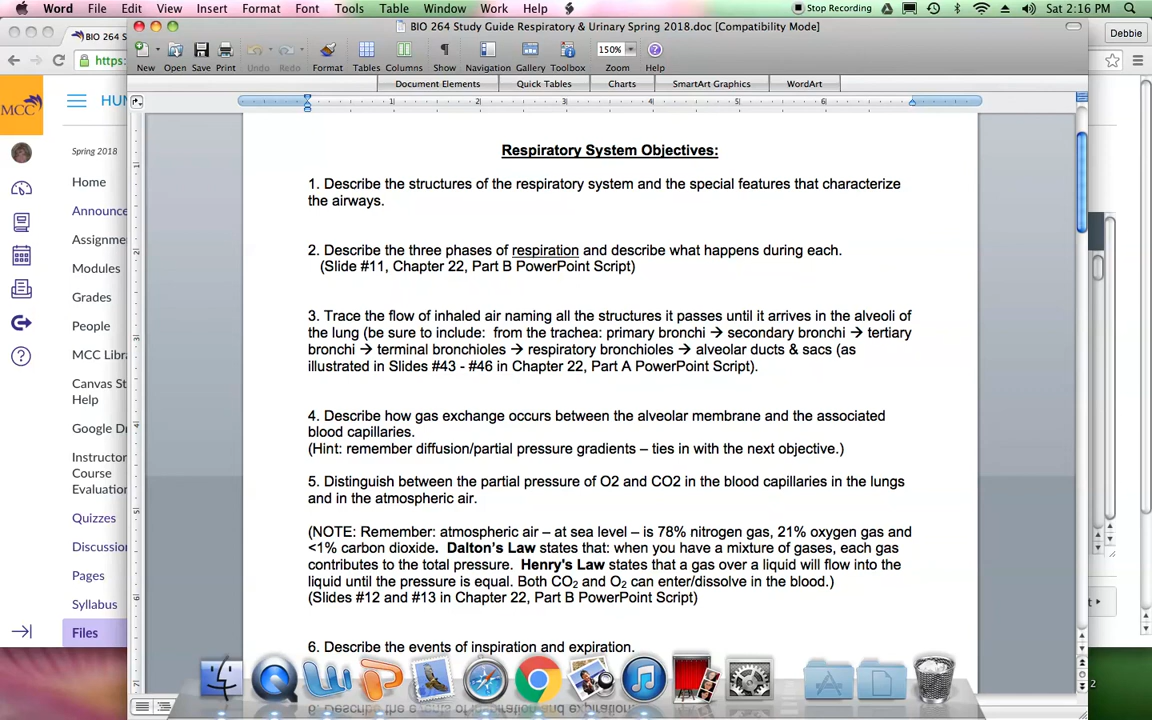 Word File Edit View Insert Format Font Tools Table Window Work Help Stop Recording Sat 2:16 PM
BIO 264 Study Guide Respiratory & Urinary Spring 2018.doc [Compatibility Mode]
BIO 264 S
Debbie
https:
New Open Save Print Undo Redo Format Tables Columns Show Navigation Gallery Toolbox 150% Zoom Help
Document Elements Quick Tables Charts SmartArt Graphics WordArt
MCC
HUM
Spring 2018
Home
Announce
Assignme
Modules
Grades
People
MCC Libra
Canvas St
Help
Google Dr
Instructor
Course
Evaluation
Quizzes
Discussio
Pages
Syllabus
Files
Respiratory System Objectives:
1. Describe the structures of the respiratory system and the special features that characterize
the airways.
2. Describe the three phases of respiration and describe what happens during each.
(Slide #11, Chapter 22, Part B PowerPoint Script)
3. Trace the flow of inhaled air naming all the structures it passes until it arrives in the alveoli of
the lung (be sure to include: from the trachea: primary bronchi → secondary bronchi → tertiary
bronchi → terminal bronchioles → respiratory bronchioles → alveolar ducts & sacs (as
illustrated in Slides #43 - #46 in Chapter 22, Part A PowerPoint Script).
4. Describe how gas exchange occurs between the alveolar membrane and the associated
blood capillaries.
(Hint: remember diffusion/partial pressure gradients – ties in with the next objective.)
5. Distinguish between the partial pressure of O2 and CO2 in the blood capillaries in the lungs
and in the atmospheric air.
(NOTE: Remember: atmospheric air – at sea level – is 78% nitrogen gas, 21% oxygen gas and
<1% carbon dioxide. Dalton's Law states that: when you have a mixture of gases, each gas
contributes to the total pressure. Henry's Law states that a gas over a liquid will flow into the
liquid until the pressure is equal. Both CO₂ and O₂ can enter/dissolve in the blood.)
(Slides #12 and #13 in Chapter 22, Part B PowerPoint Script)
6. Describe the events of inspiration and expiration.